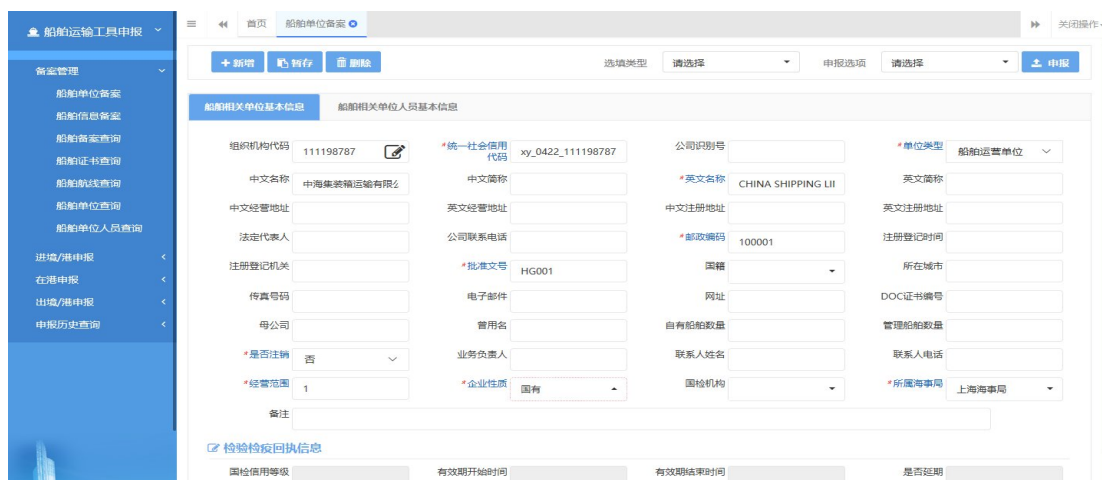 船舶运输工具申报
首页 船舶单位备案 关闭操作
备案管理
船舶单位备案
船舶信息备案
船舶备案查询
船舶证书查询
船舶航线查询
船舶单位查询
船舶单位人员查询
进境/港申报
在港申报
出境/港申报
申报历史查询
+新增 暂存 删除 选填类型 请选择 申报选项 请选择 申报
船舶相关单位基本信息 船舶相关单位人员基本信息
组织机构代码 111198787 *统一社会信用代码 xy_0422_111198787 公司识别号 *单位类型 船舶运营单位
中文名称 中海集装箱运输有限 中文简称 *英文名称 CHINA SHIPPING LII 英文简称
中文经营地址 英文经营地址 中文注册地址 英文注册地址
法定代表人 公司联系电话 *邮政编码 100001 注册登记时间
注册登记机关 *批准文号 HG001 国籍 所在城市
传真号码 电子邮件 网址 DOC证书编号
母公司 曾用名 自有船舶数量 管理船舶数量
*是否注销 否 业务负责人 联系人姓名 联系人电话
*经营范围 1 *企业性质 国有 国检机构 *所属海事局 上海海事局
备注
检验检疫回执信息
国检信用等级 有效期开始时间 有效期结束时间 是否延期